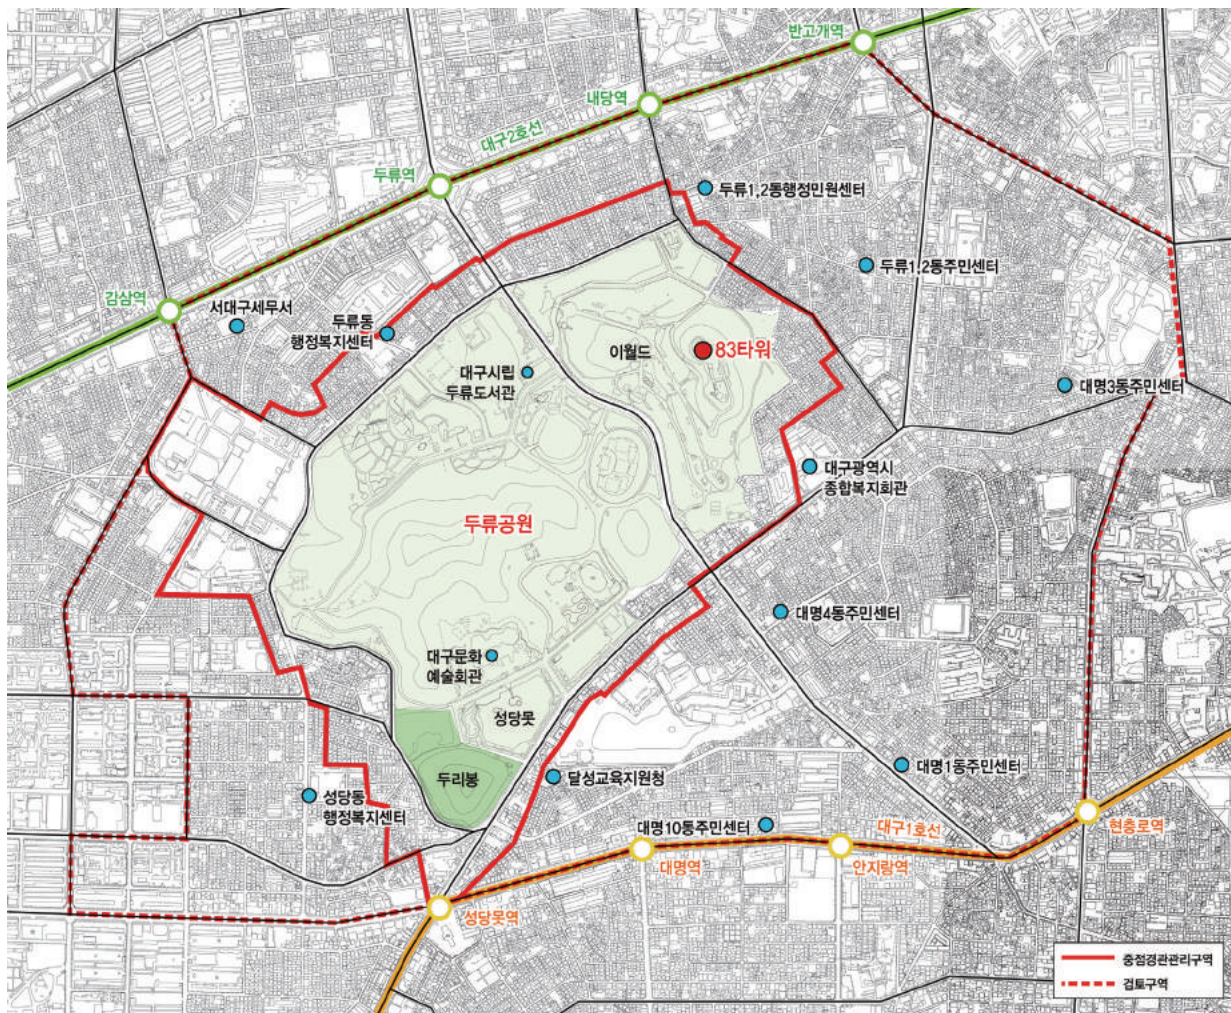 반고개역
내당역
대구2호선
두류역
두류1,2동행정민원센터
두류1,2동주민센터
감삼역
서대구세무서
두류동
행정복지센터
이월드
83타워
대구시립
두류도서관
대명3동주민센터
대구광역시
종합복지회관
두류공원
대명4동주민센터
대구문화
예술회관
성당못
두리봉
달성교육지원청
대명1동주민센터
성당동
행정복지센터
대명10동주민센터
대구1호선
현충로역
대명역
안지랑역
성당못역
중점경관관리구역
검토구역